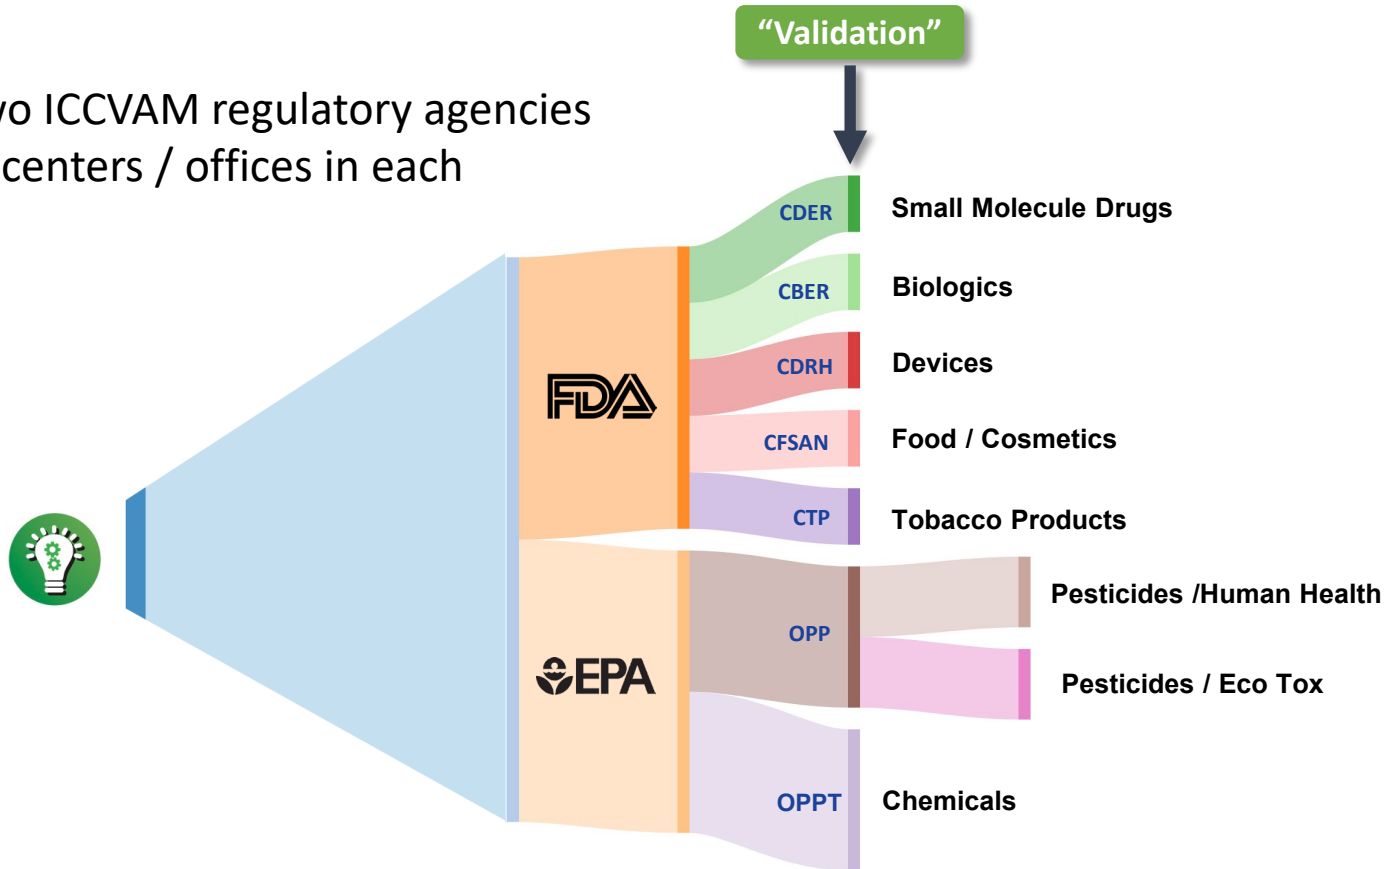 “Validation”
vo ICCVAM regulatory agencies
centers / offices in each
CDER
Small Molecule Drugs
CBER
Biologics
CDRH
Devices
FDA
CFSAN
Food / Cosmetics
CTP
Tobacco Products
Pesticides /Human Health
OPP
EPA
Pesticides / Eco Tox
OPPT
Chemicals